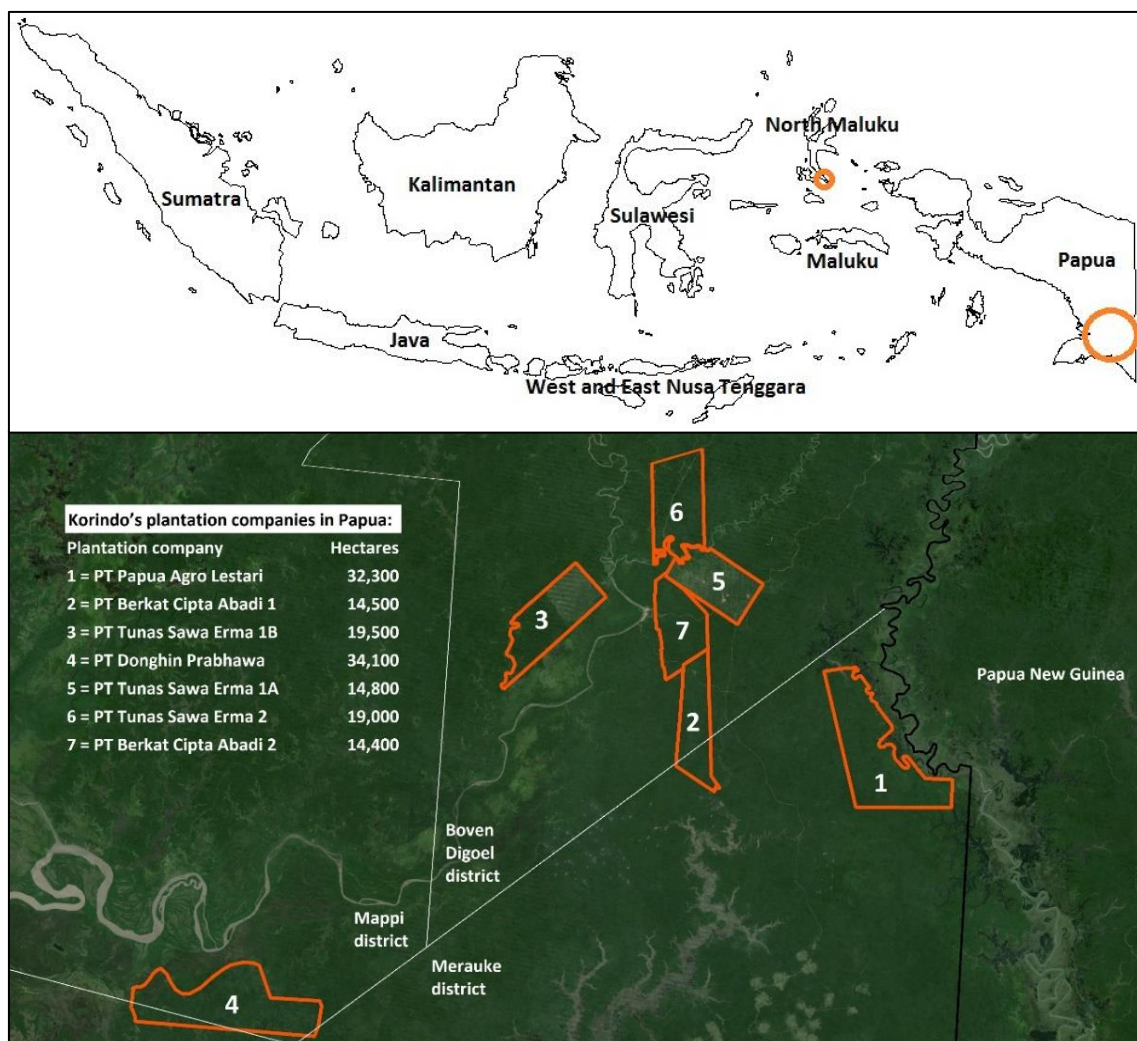 North Maluku
Kalimantan
Sumatra
Sulawesi
Maluku
Papua
Java
West and East Nusa Tenggara
Korindo's plantation companies in Papua:
Plantation company Hectares
1 = PT Papua Agro Lestari 32,300
2 = PT Berkat Cipta Abadi 1 14,500
3 = PT Tunas Sawa Erma 1B 19,500
4 = PT Donghin Prabhawa 34,100
5 = PT Tunas Sawa Erma 1A 14,800
6 = PT Tunas Sawa Erma 2 19,000
7 = PT Berkat Cipta Abadi 2 14,400
6
5
3
7
Papua New Guinea
2
1
Boven
Digoel
district
Mappi
district
Merauke
district
4